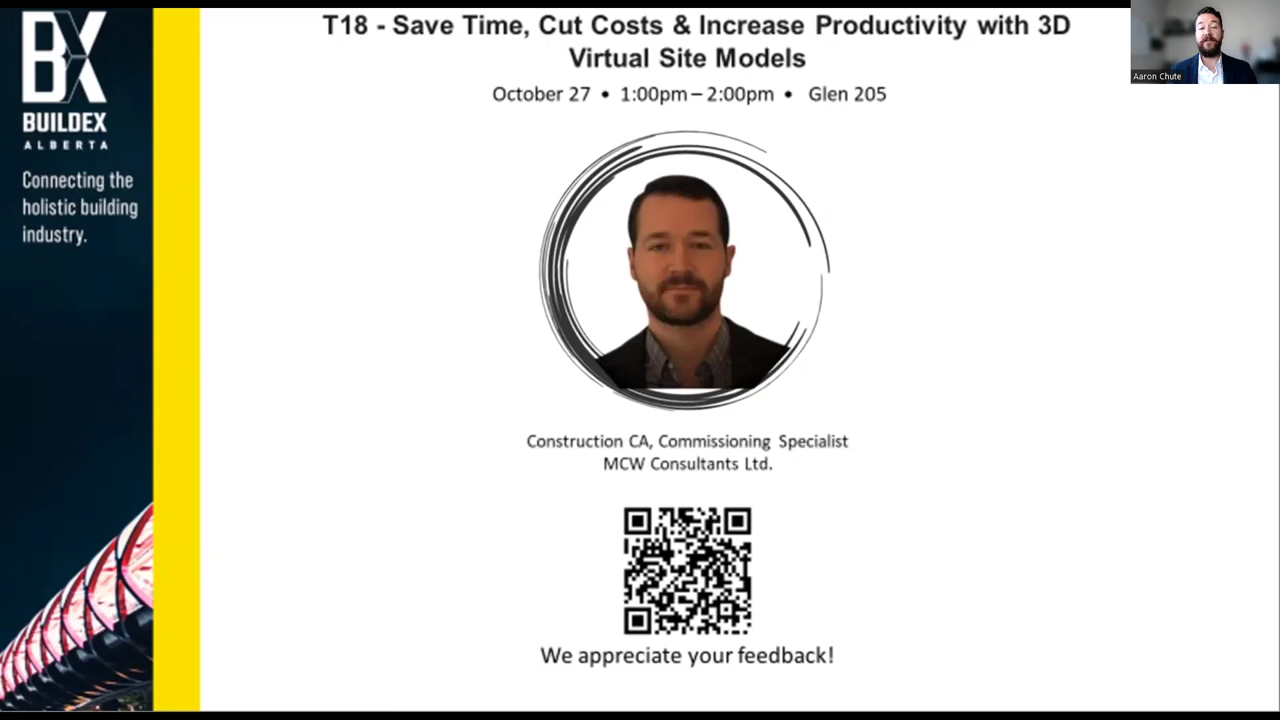 BX
BUILDEX
ALBERTA
Connecting the
holistic building
industry.
T18 - Save Time, Cut Costs & Increase Productivity with 3D
Virtual Site Models
October 27 • 1:00pm – 2:00pm • Glen 205
Construction CA, Commissioning Specialist
MCW Consultants Ltd.
We appreciate your feedback!
Aaron Chute